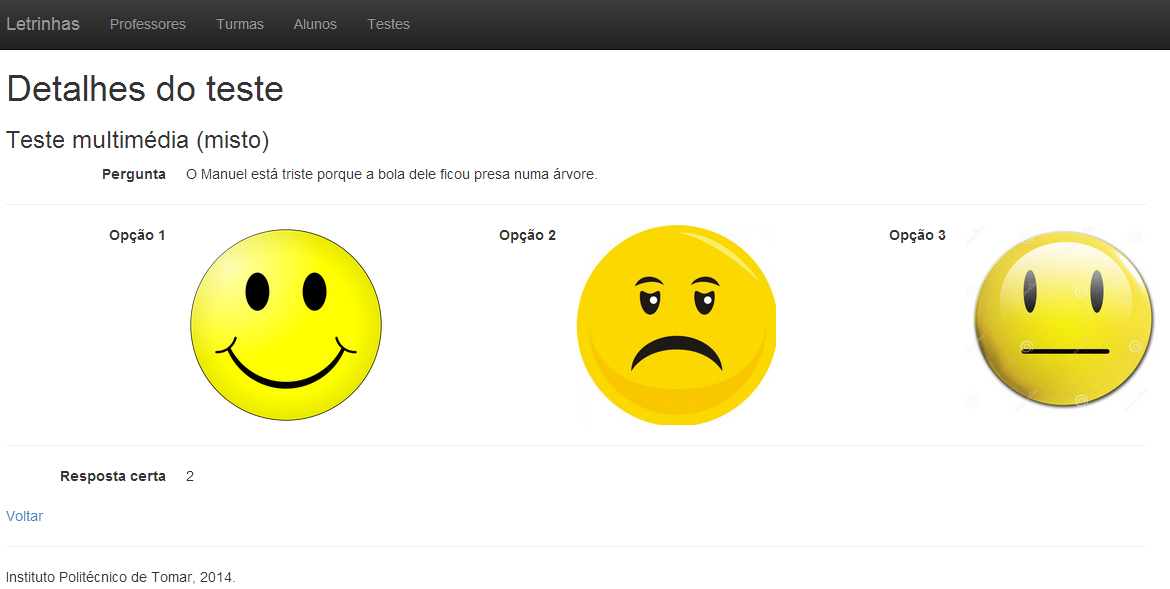 Letrinhas Professores Turmas Alunos Testes
Detalhes do teste
Teste multimédia (misto)
Pergunta O Manuel está triste porque a bola dele ficou presa numa árvore.
Opção 1 Opção 2 Opção 3
Resposta certa 2
Voltar
Instituto Politécnico de Tomar, 2014.